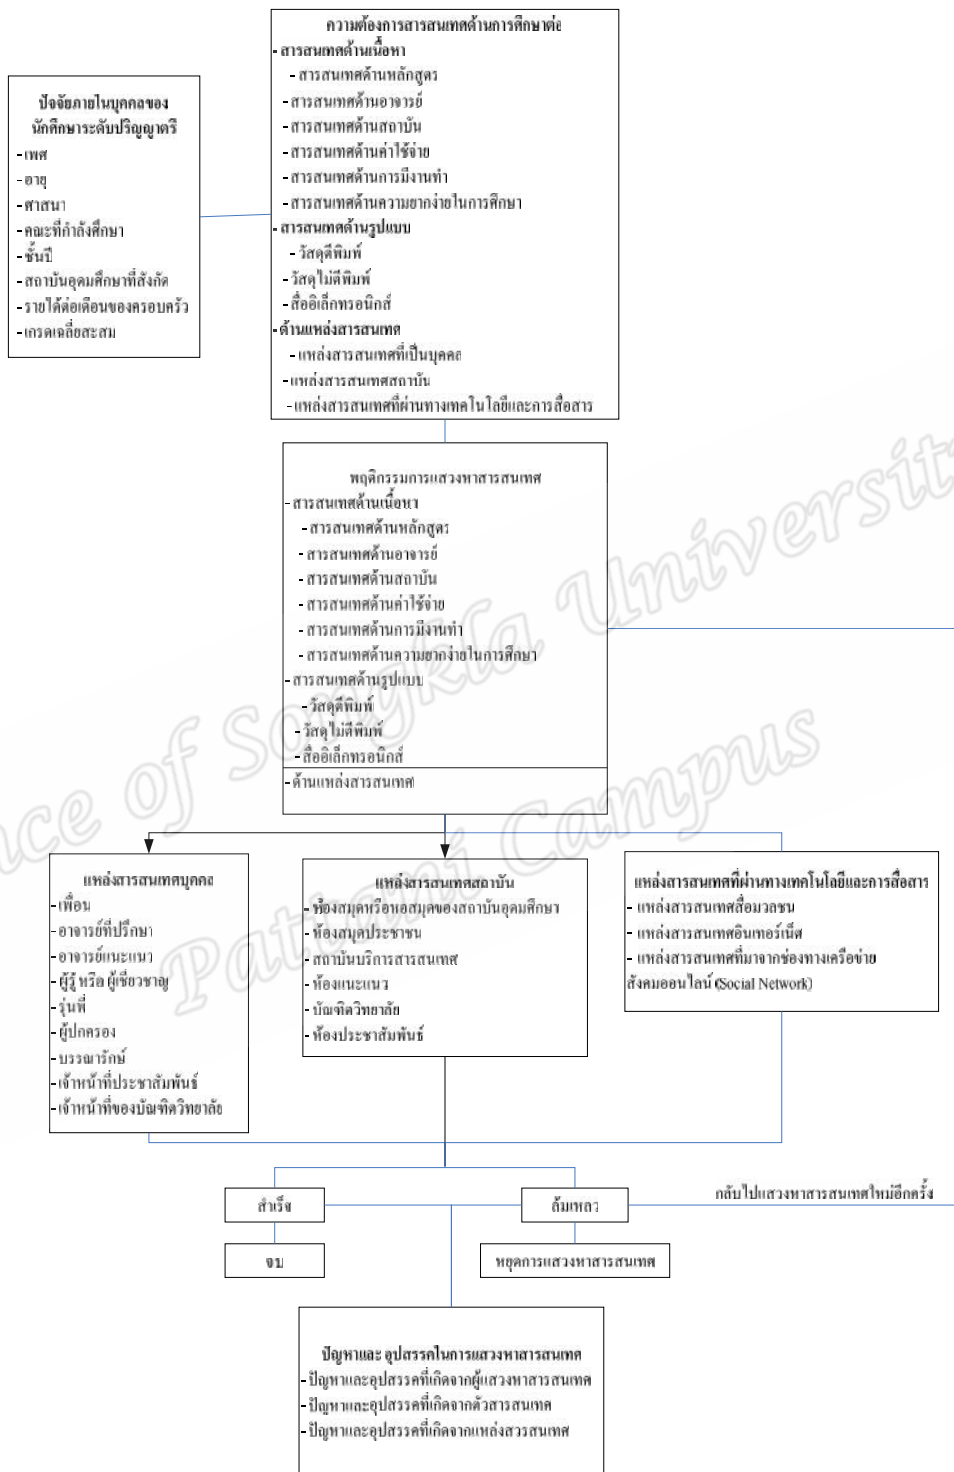 ความต้องการสารสนเทศด้านการศึกษาต่อ
- สารสนเทศด้านเนื้อหา
- สารสนเทศด้านหลักสูตร
- สารสนเทศด้านอาจารย์
- สารสนเทศด้านสถาบัน
- สารสนเทศด้านค่าใช้จ่าย
- สารสนเทศด้านการมีงานทำ
- สารสนเทศด้านความยากง่ายในการศึกษา
- สารสนเทศด้านรูปแบบ
- วัสดุตีพิมพ์
- วัสดุไม่ตีพิมพ์
- สื่ออิเล็กทรอนิกส์
- ด้านแหล่งสารสนเทศ
- แหล่งสารสนเทศที่เป็นบุคคล
- แหล่งสารสนเทศสถาบัน
- แหล่งสารสนเทศที่ผ่านทางเทคโนโลยีและการสื่อสาร
ปัจจัยภายในบุคคลของ
นักศึกษาระดับปริญญาตรี
- เพศ
- อายุ
- ศาสนา
- คณะที่กำลังศึกษา
- ชั้นปี
- สถาบันอุดมศึกษาที่สังกัด
- รายได้ต่อเดือนของครอบครัว
- เกรดเฉลี่ยสะสม
พฤติกรรมการแสวงหาสารสนเทศ
- สารสนเทศด้านเนื้อหา
- สารสนเทศด้านหลักสูตร
- สารสนเทศด้านอาจารย์
- สารสนเทศด้านสถาบัน
- สารสนเทศด้านค่าใช้จ่าย
- สารสนเทศด้านการมีงานทำ
- สารสนเทศด้านความยากง่ายในการศึกษา
- สารสนเทศด้านรูปแบบ
- วัสดุตีพิมพ์
- วัสดุไม่ตีพิมพ์
- สื่ออิเล็กทรอนิกส์
- ด้านแหล่งสารสนเทศ
แหล่งสารสนเทศบุคคล
- เพื่อน
- อาจารย์ที่ปรึกษา
- อาจารย์แนะแนว
- ผู้รู้ หรือ ผู้เชี่ยวชาญ
- รุ่นพี่
- ผู้ปกครอง
- บรรณารักษ์
- เจ้าหน้าที่ประชาสัมพันธ์
- เจ้าหน้าที่ของบัณฑิตวิทยาลัย
แหล่งสารสนเทศสถาบัน
- ห้องสมุดหรือหอสมุดของสถาบันอุดมศึกษา
- ห้องสมุดประชาชน
- สถาบันบริการสารสนเทศ
- ห้องแนะแนว
- บัณฑิตวิทยาลัย
- ห้องประชาสัมพันธ์
แหล่งสารสนเทศที่ผ่านทางเทคโนโลยีและการสื่อสาร
- แหล่งสารสนเทศสื่อมวลชน
- แหล่งสารสนเทศอินเทอร์เน็ต
- แหล่งสารสนเทศที่มาจากช่องทางเครือข่าย
สังคมออนไลน์ (Social Network)
สำเร็จ
ล้มเหลว
กลับไปแสวงหาสารสนเทศใหม่อีกครั้ง
จบ
หยุดการแสวงหาสารสนเทศ
ปัญหาและ อุปสรรคในการแสวงหาสารสนเทศ
- ปัญหาและอุปสรรคที่เกิดจากผู้แสวงหาสารสนเทศ
- ปัญหาและอุปสรรคที่เกิดจากตัวสารสนเทศ
- ปัญหาและอุปสรรคที่เกิดจากแหล่งสวรสนเทศ
nce of Songkla Universit
Pattani Campus